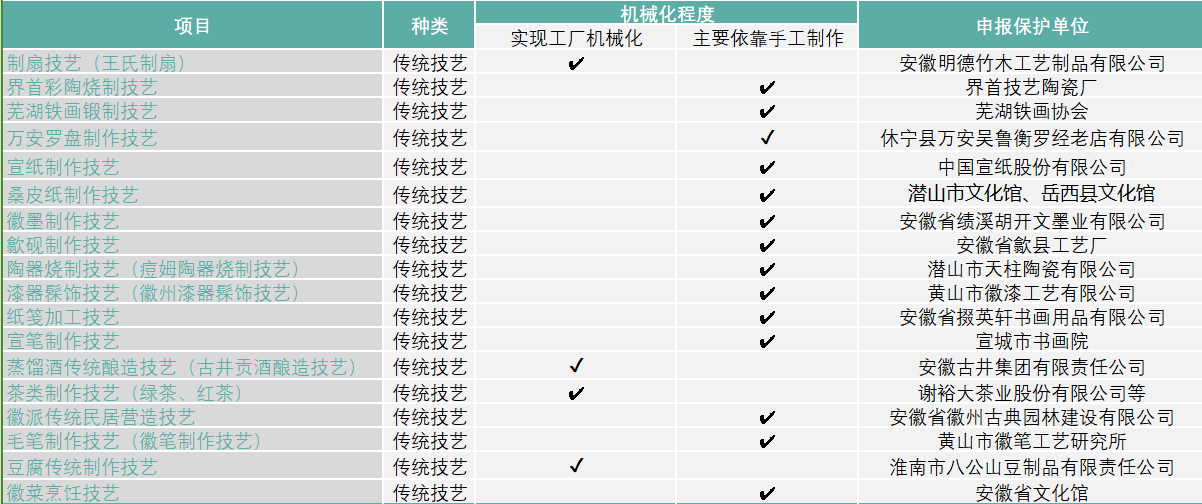 项目 种类 机械化程度 申报保护单位
实现工厂机械化 主要依靠手工制作
制扇技艺（王氏制扇） 传统技艺 ✔ 安徽明德竹木工艺制品有限公司
界首彩陶烧制技艺 传统技艺 ✔ 界首技艺陶瓷厂
芜湖铁画锻制技艺 传统技艺 ✔ 芜湖铁画协会
万安罗盘制作技艺 传统技艺 ✓ 休宁县万安吴鲁衡罗经老店有限公司
宣纸制作技艺 传统技艺 ✔ 中国宣纸股份有限公司
桑皮纸制作技艺 传统技艺 ✔ 潜山市文化馆、岳西县文化馆
徽墨制作技艺 传统技艺 ✔ 安徽省绩溪胡开文墨业有限公司
歙砚制作技艺 传统技艺 ✔ 安徽省歙县工艺厂
陶器烧制技艺（痘姆陶器烧制技艺） 传统技艺 ✔ 潜山市天柱陶瓷有限公司
漆器髹饰技艺（徽州漆器髹饰技艺） 传统技艺 ✔ 黄山市徽漆工艺有限公司
纸笺加工技艺 传统技艺 ✔ 安徽省掇英轩书画用品有限公司
宣笔制作技艺 传统技艺 ✔ 宣城市书画院
蒸馏酒传统酿造技艺（古井贡酒酿造技艺） 传统技艺 ✓ 安徽古井集团有限责任公司
茶类制作技艺（绿茶、红茶） 传统技艺 ✔ 谢裕大茶业股份有限公司等
徽派传统民居营造技艺 传统技艺 ✔ 安徽省徽州古典园林建设有限公司
毛笔制作技艺（徽笔制作技艺） 传统技艺 ✔ 黄山市徽笔工艺研究所
豆腐传统制作技艺 传统技艺 ✓ 淮南市八公山豆制品有限责任公司
徽菜烹饪技艺 传统技艺 ✔ 安徽省文化馆